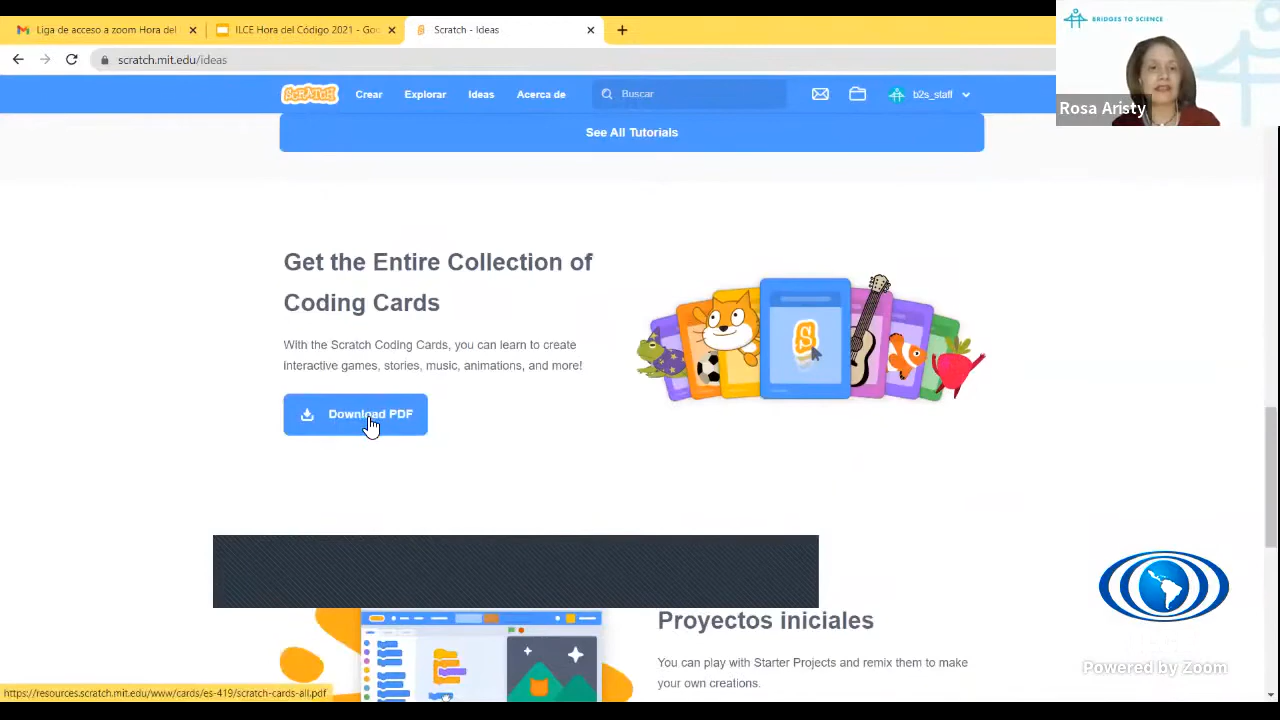 Liga de acceso a zoom Hora del
ILCE Hora del Código 2021 - Goo
Scratch - Ideas
scratch.mit.edu/ideas
BRIDGES TO SCIENCE
Rosa Aristy
SCRATCH
Crear
Explorar
Ideas
Acerca de
Buscar
b2s_staff
See All Tutorials
Get the Entire Collection of
Coding Cards
With the Scratch Coding Cards, you can learn to create
interactive games, stories, music, animations, and more!
Download PDF
S
Proyectos iniciales
You can play with Starter Projects and remix them to make
your own creations.
Powered by Zoom
https://resources.scratch.mit.edu/www/cards/es-419/scratch-cards-all.pdf